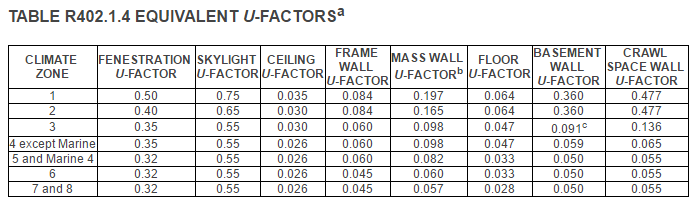 TABLE R402.1.4 EQUIVALENT U-FACTORSa
CLIMATE ZONE FENESTRATION U-FACTOR SKYLIGHT U-FACTOR CEILING U-FACTOR FRAME WALL U-FACTOR MASS WALL U-FACTORb FLOOR U-FACTOR BASEMENT WALL U-FACTOR CRAWL SPACE WALL U-FACTOR
1 0.50 0.75 0.035 0.084 0.197 0.064 0.360 0.477
2 0.40 0.65 0.030 0.084 0.165 0.064 0.360 0.477
3 0.35 0.55 0.030 0.060 0.098 0.047 0.091c 0.136
4 except Marine 0.35 0.55 0.026 0.060 0.098 0.047 0.059 0.065
5 and Marine 4 0.32 0.55 0.026 0.060 0.082 0.033 0.050 0.055
6 0.32 0.55 0.026 0.045 0.060 0.033 0.050 0.055
7 and 8 0.32 0.55 0.026 0.045 0.057 0.028 0.050 0.055